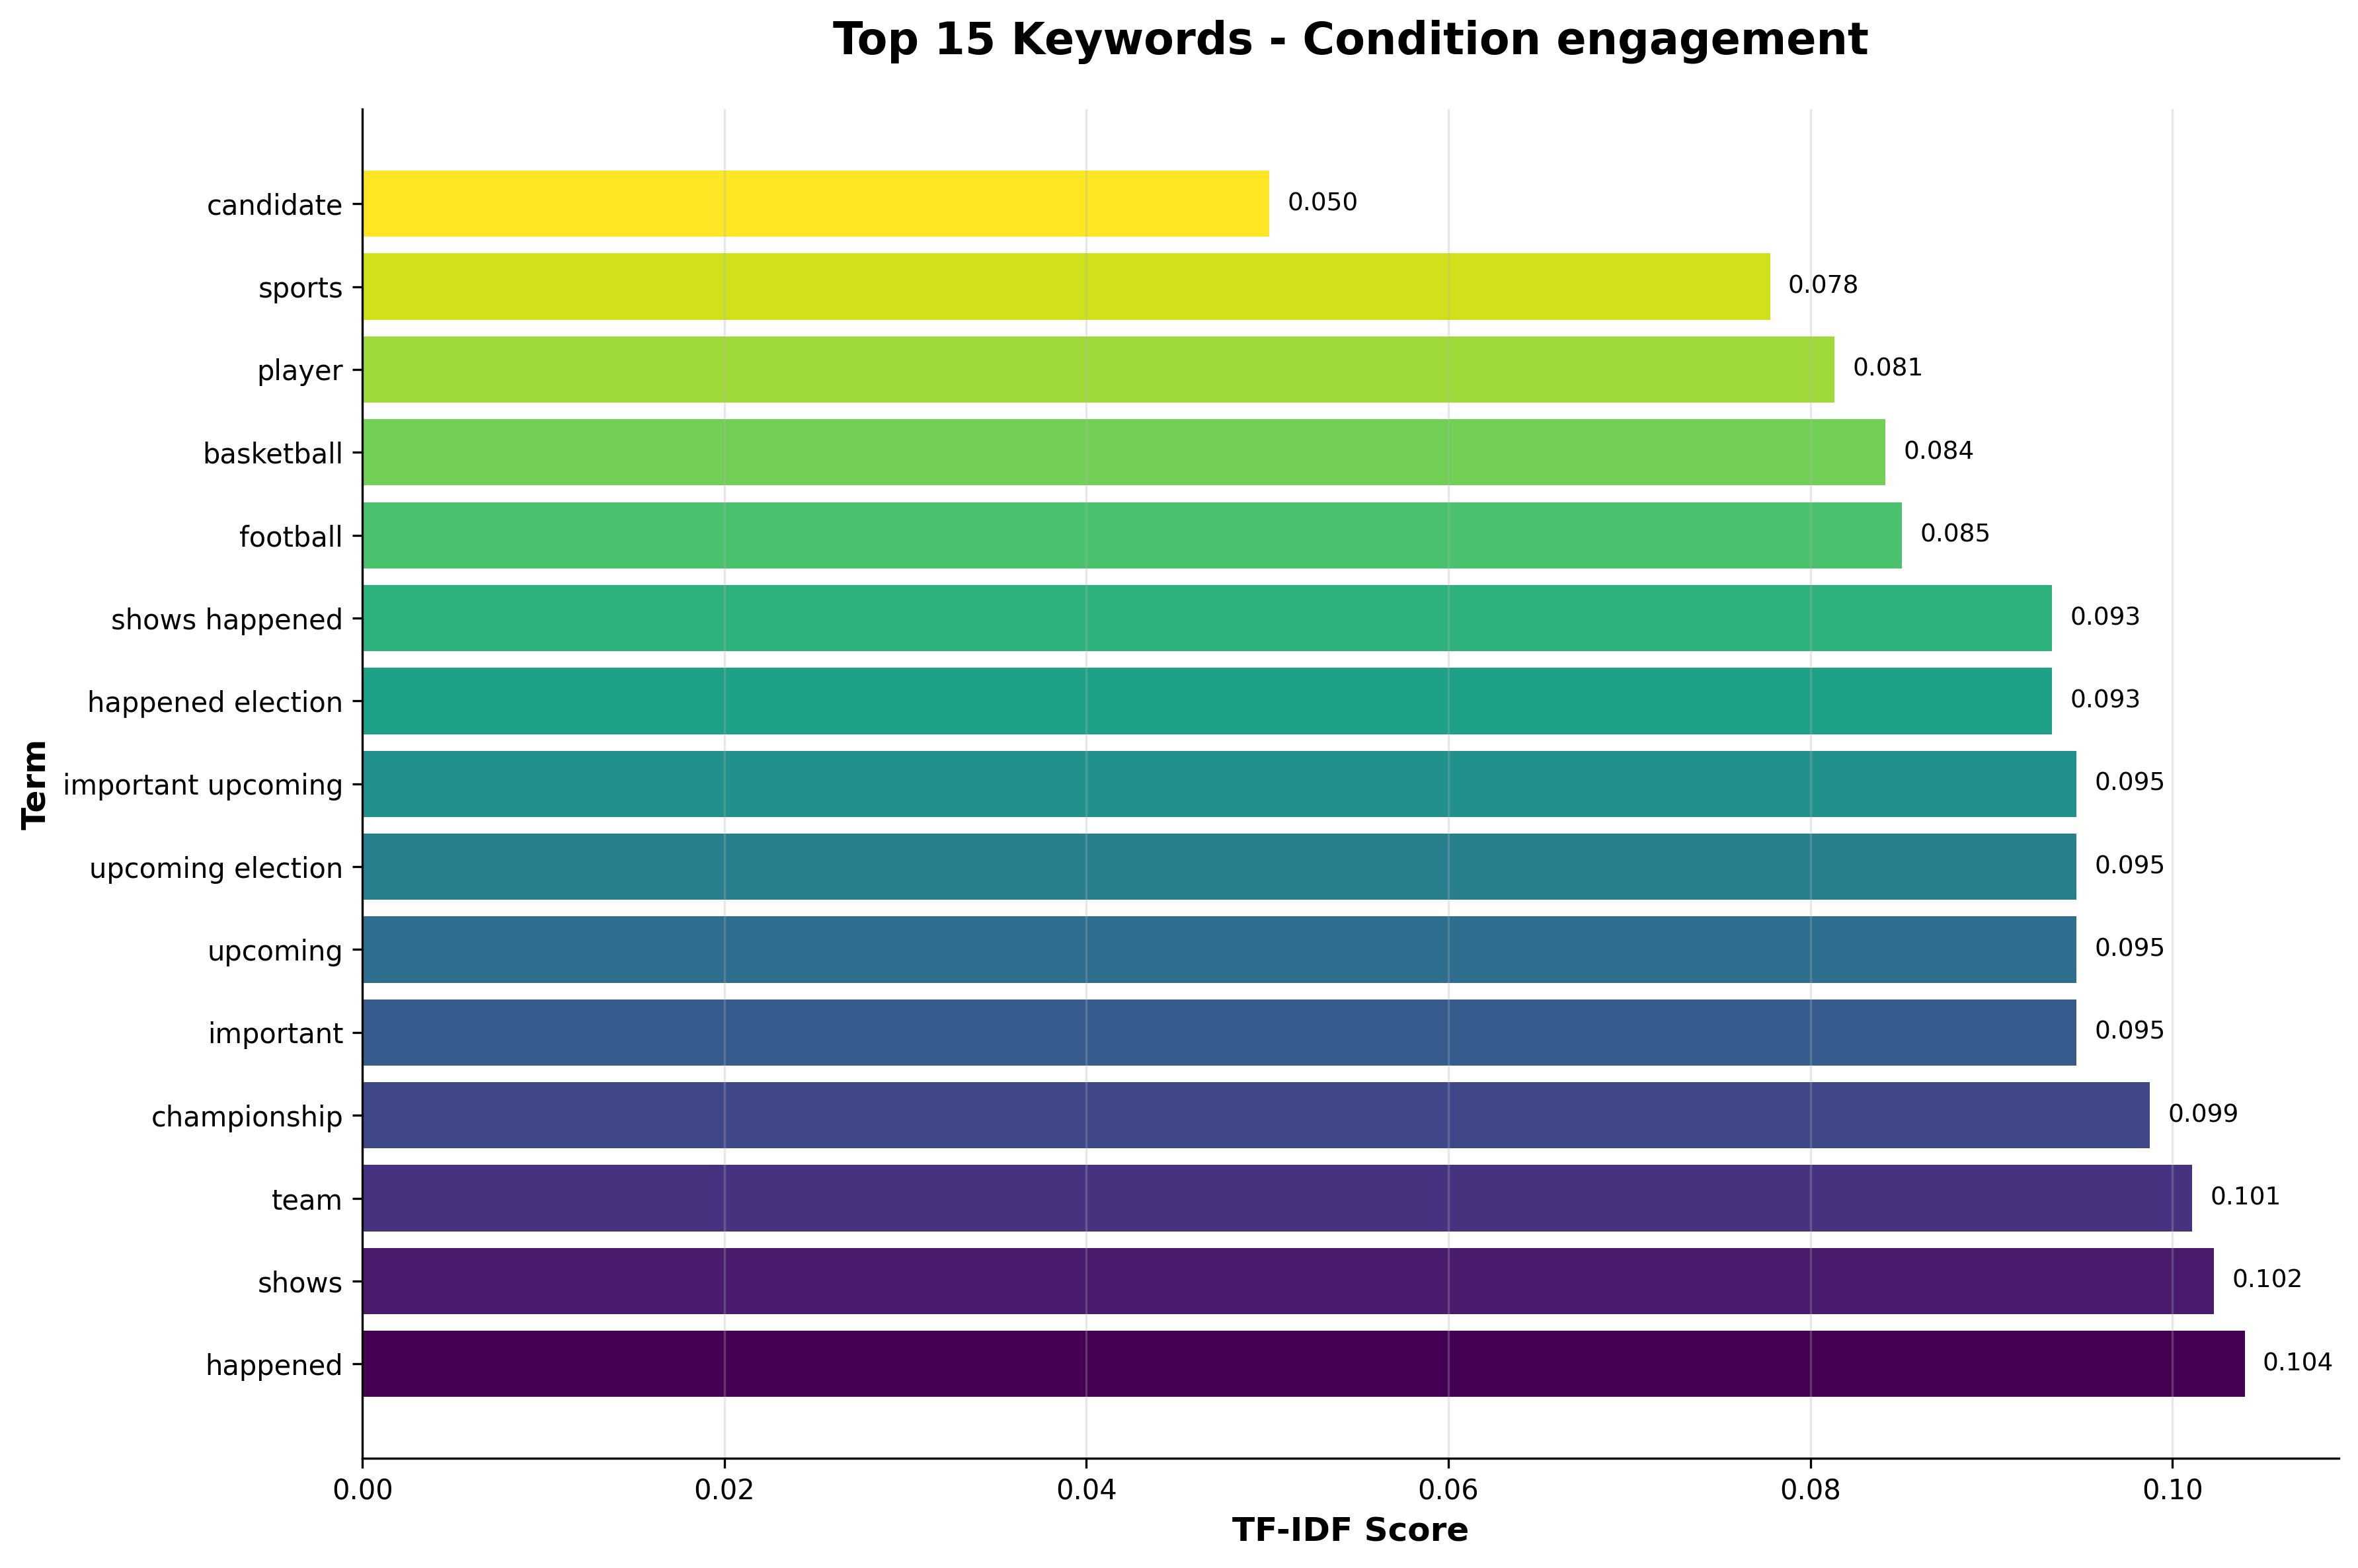 Top 15 Keywords - Condition engagement
Term
candidate 0.050
sports 0.078
player 0.081
basketball 0.084
football 0.085
shows happened 0.093
happened election 0.093
important upcoming 0.095
upcoming election 0.095
upcoming 0.095
important 0.095
championship 0.099
team 0.101
shows 0.102
happened 0.104
0.00 0.02 0.04 0.06 0.08 0.10
TF-IDF Score